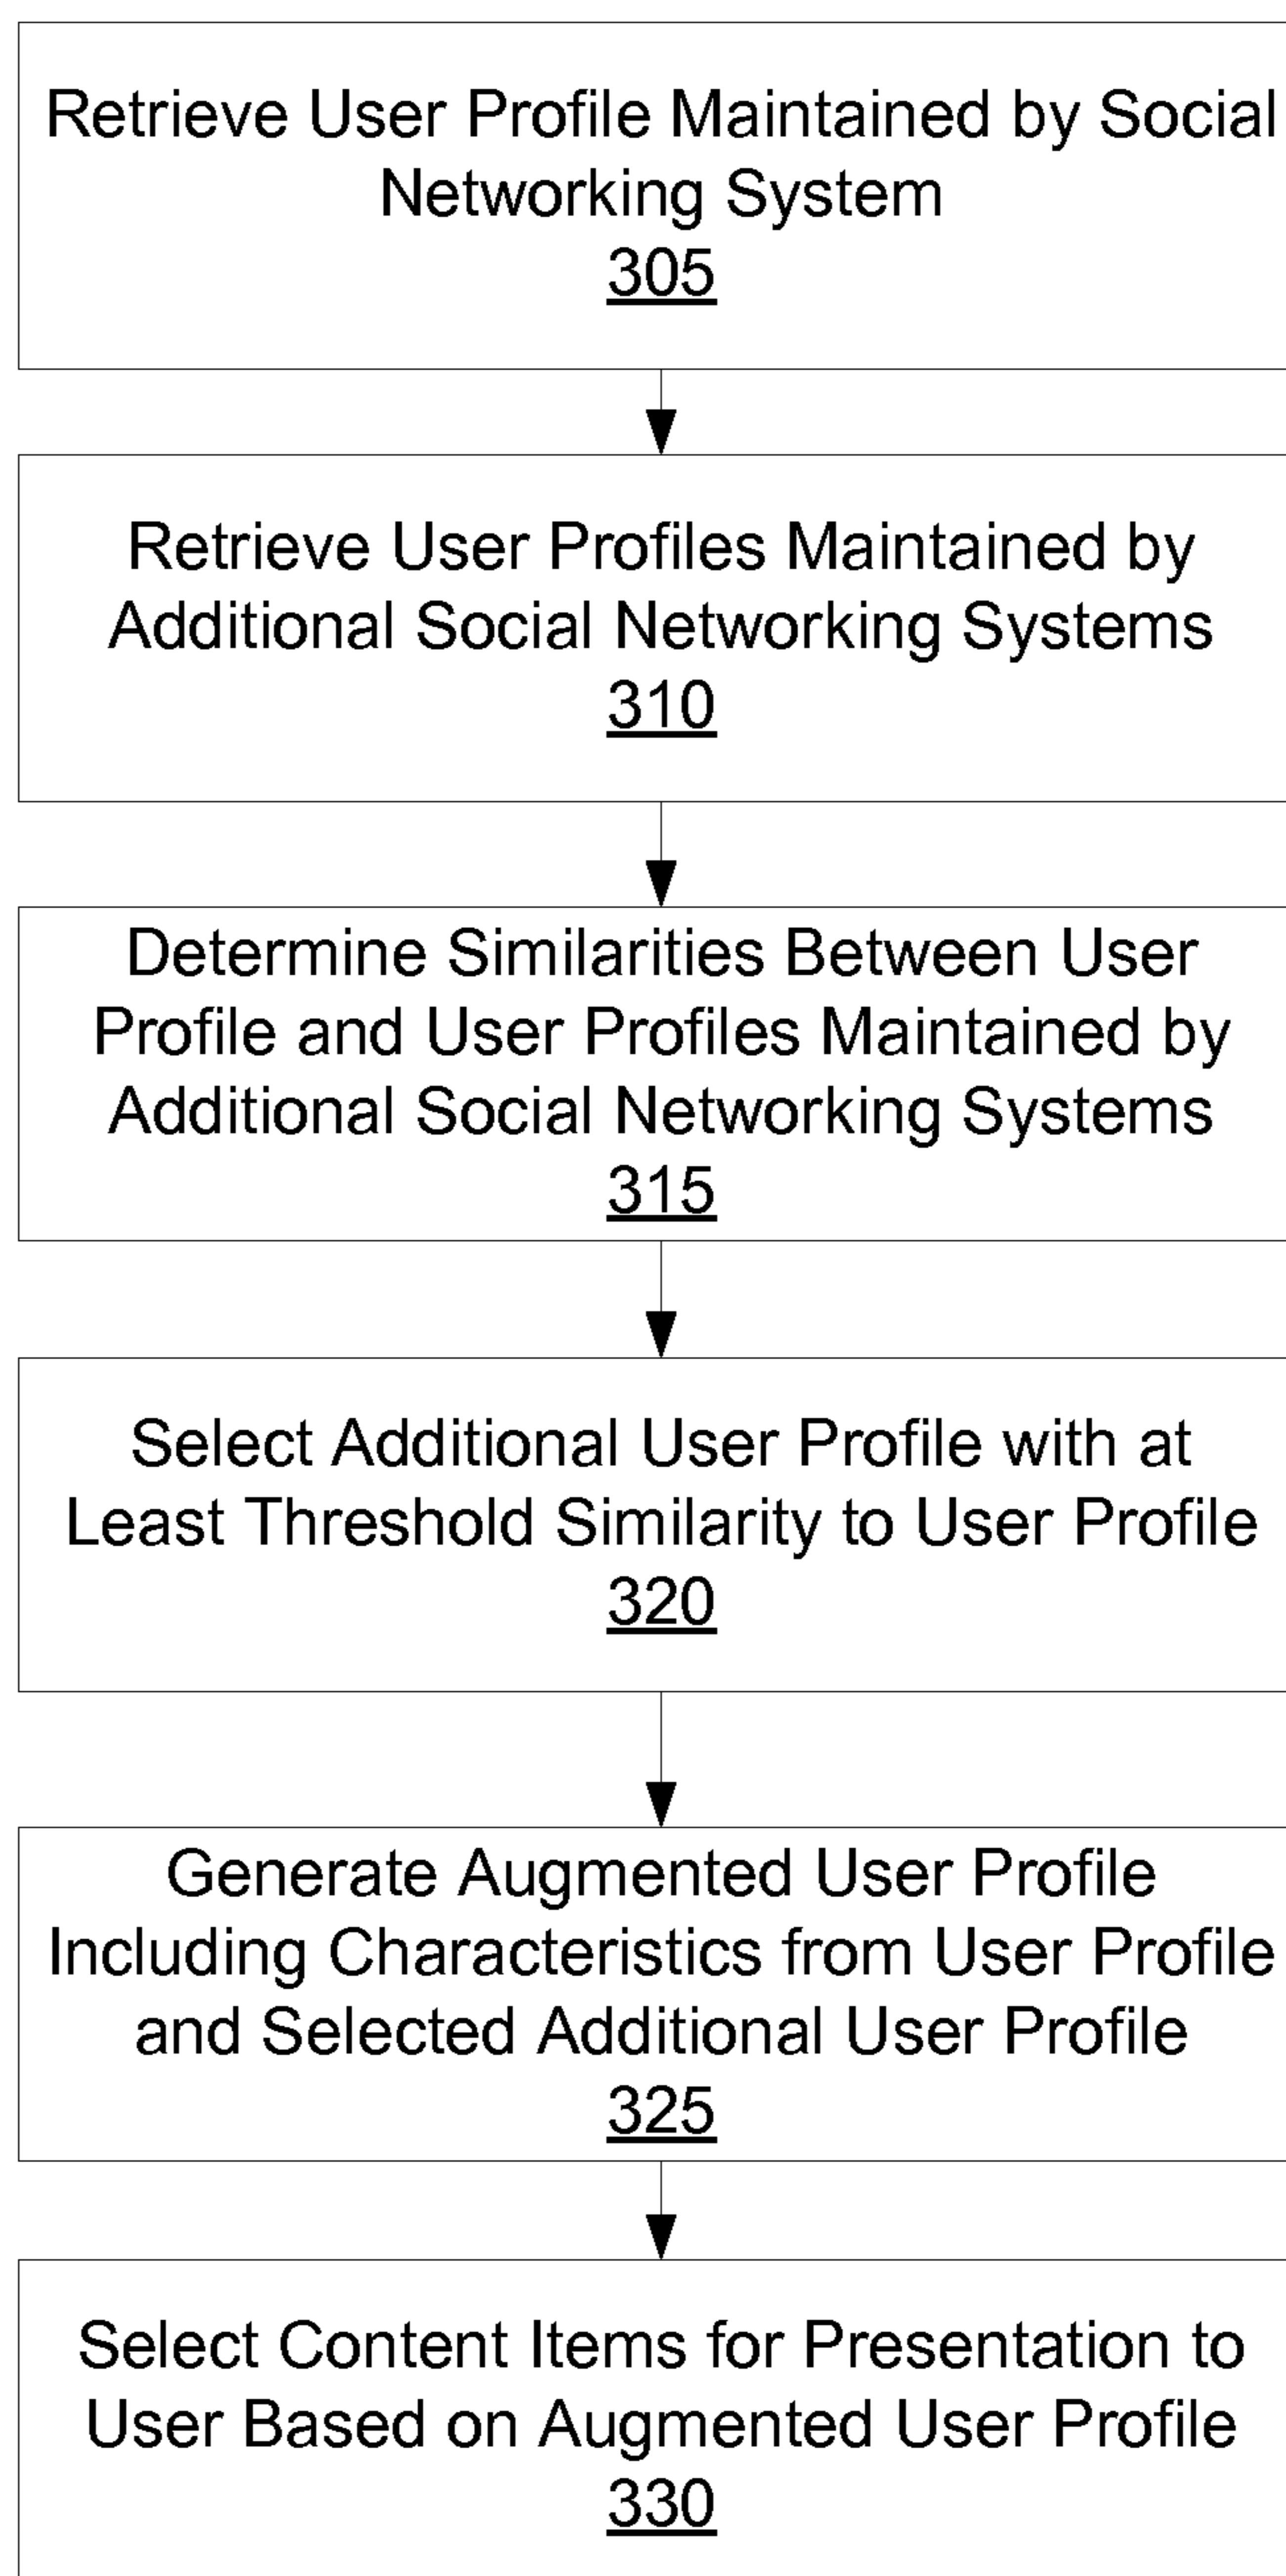 Retrieve User Profile Maintained by Social
Networking System
305
Retrieve User Profiles Maintained by
Additional Social Networking Systems
310
Determine Similarities Between User
Profile and User Profiles Maintained by
Additional Social Networking Systems
315
Select Additional User Profile with at
Least Threshold Similarity to User Profile
320
Generate Augmented User Profile
Including Characteristics from User Profile
and Selected Additional User Profile
325
Select Content Items for Presentation to
User Based on Augmented User Profile
330